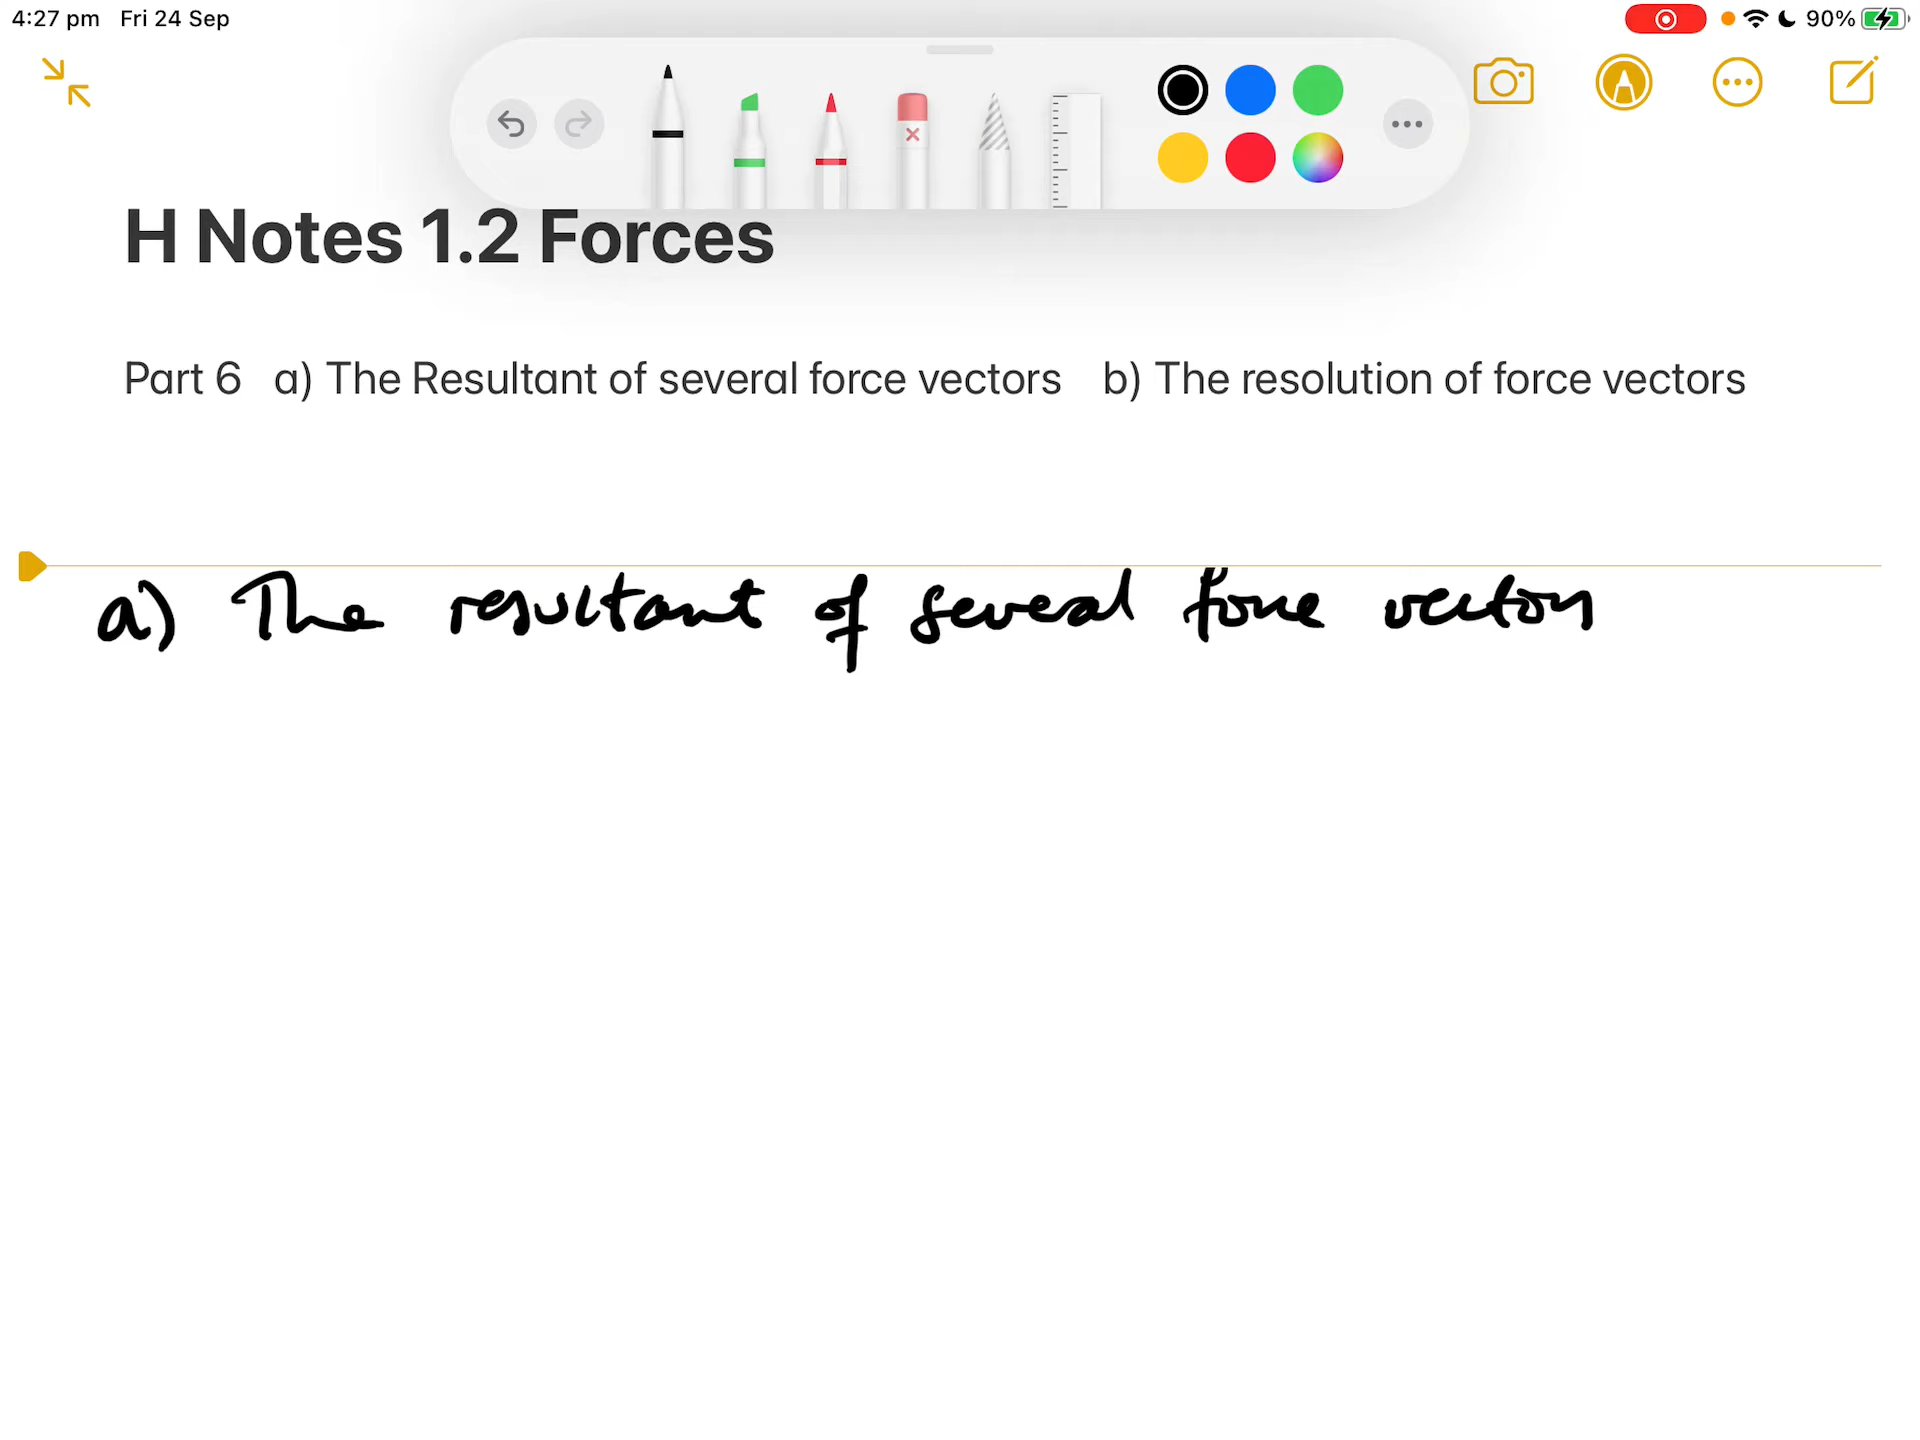 4:27 pm Fri 24 Sep 90%
H Notes 1.2 Forces
Part 6 a) The Resultant of several force vectors b) The resolution of force vectors
a) The resultant of several force vectors